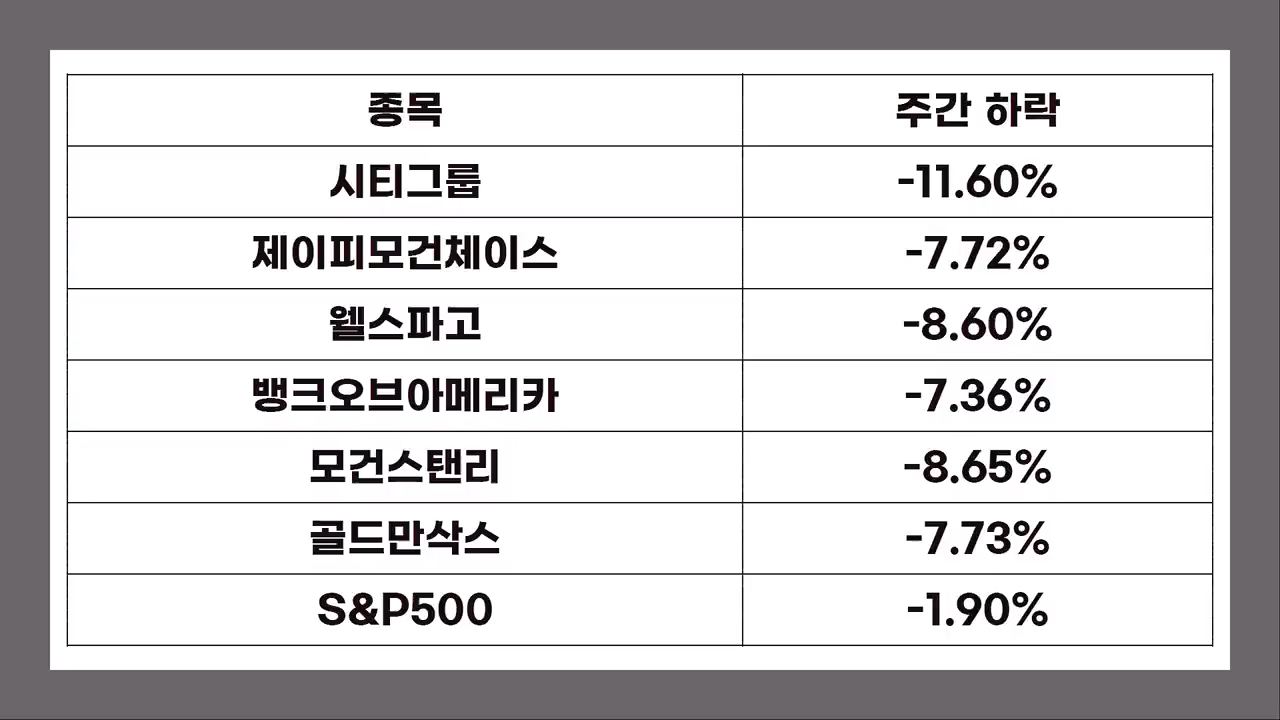 종목 주간 하락
시티그룹 -11.60%
제이피모건체이스 -7.72%
웰스파고 -8.60%
뱅크오브아메리카 -7.36%
모건스탠리 -8.65%
골드만삭스 -7.73%
S&P500 -1.90%